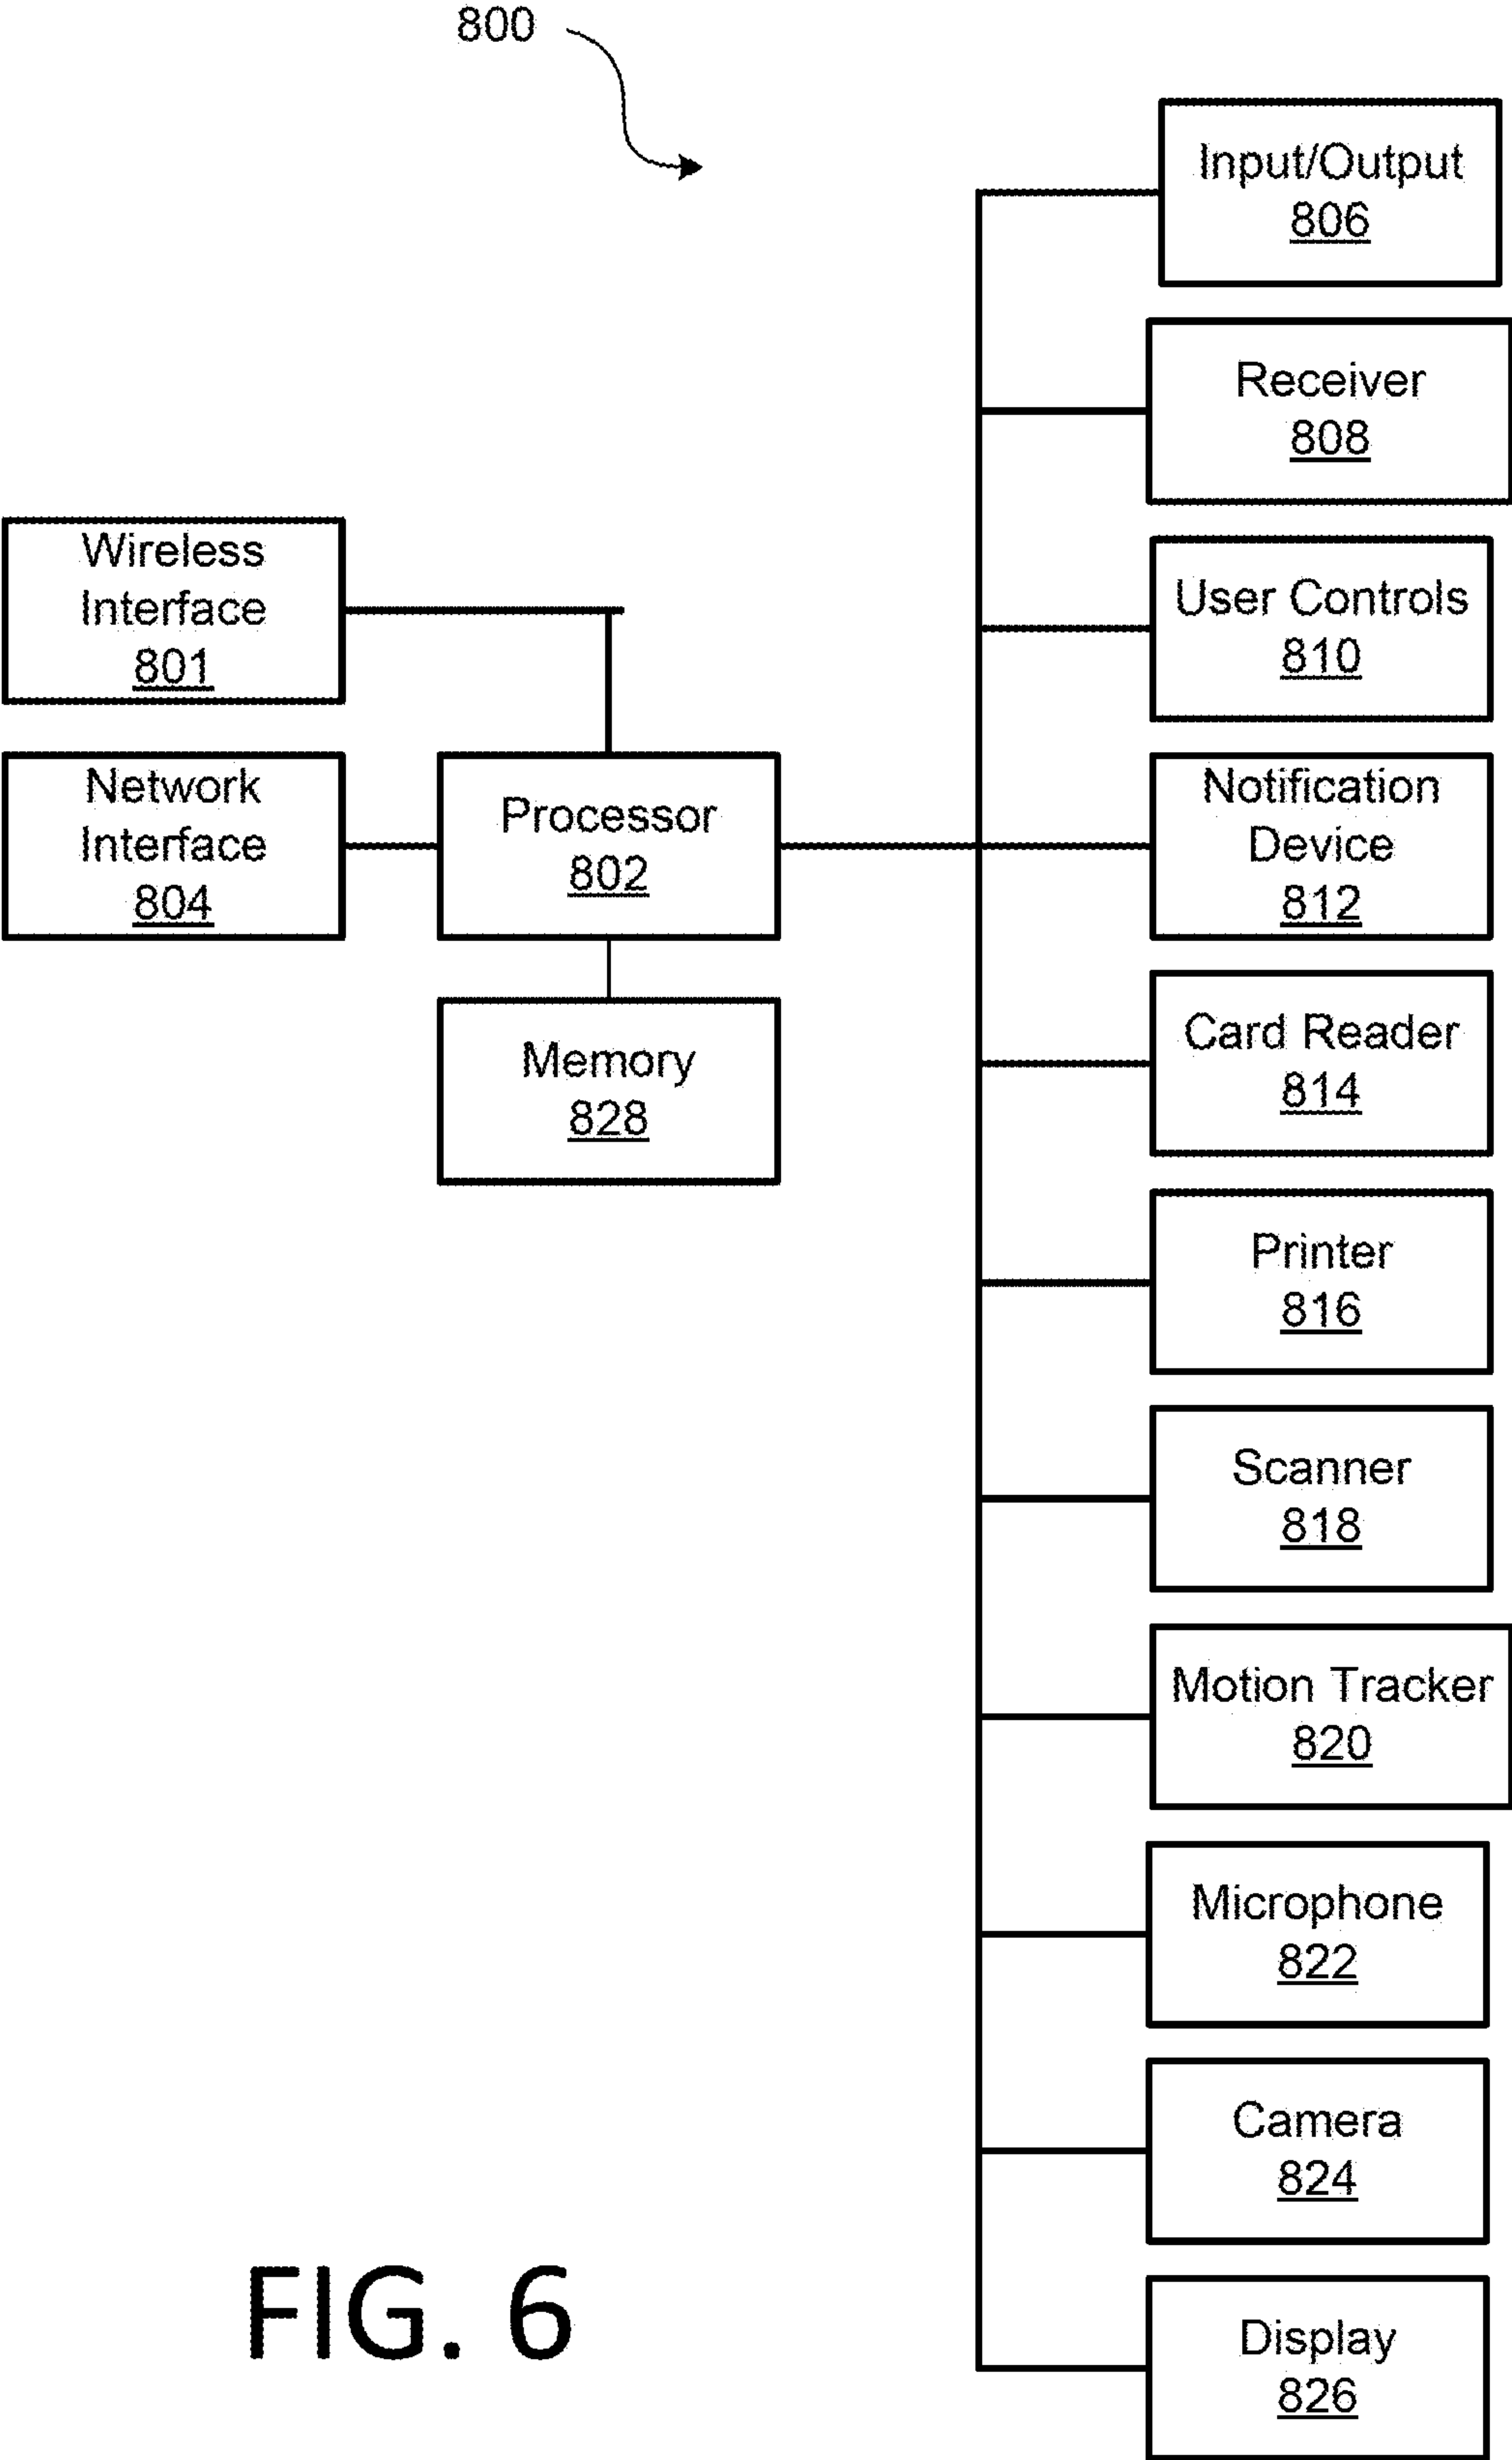 800
Input/Output
806
Receiver
808
Wireless
Interface
801
User Controls
810
Network
Interface
804
Processor
802
Notification
Device
812
Memory
828
Card Reader
814
Printer
816
Scanner
818
Motion Tracker
820
Microphone
822
Camera
824
Display
826
FIG. 6